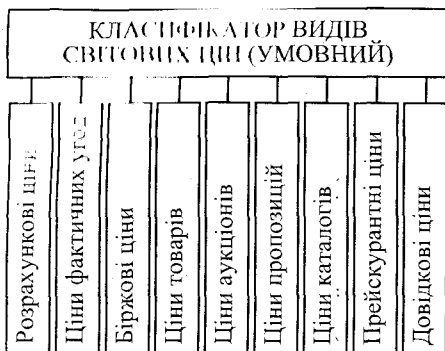 КЛАСИФІКАТОР ВИДІВ
СВІТОВИХ ЦІН (УМОВНИЙ)
Розрахункові ціни
Ціни фактичних угод
Біржові ціни
Ціни товарів
Ціни аукціонів
Ціни пропозицій
Ціни каталогів
Прейскурантні ціни
Довідкові ціни